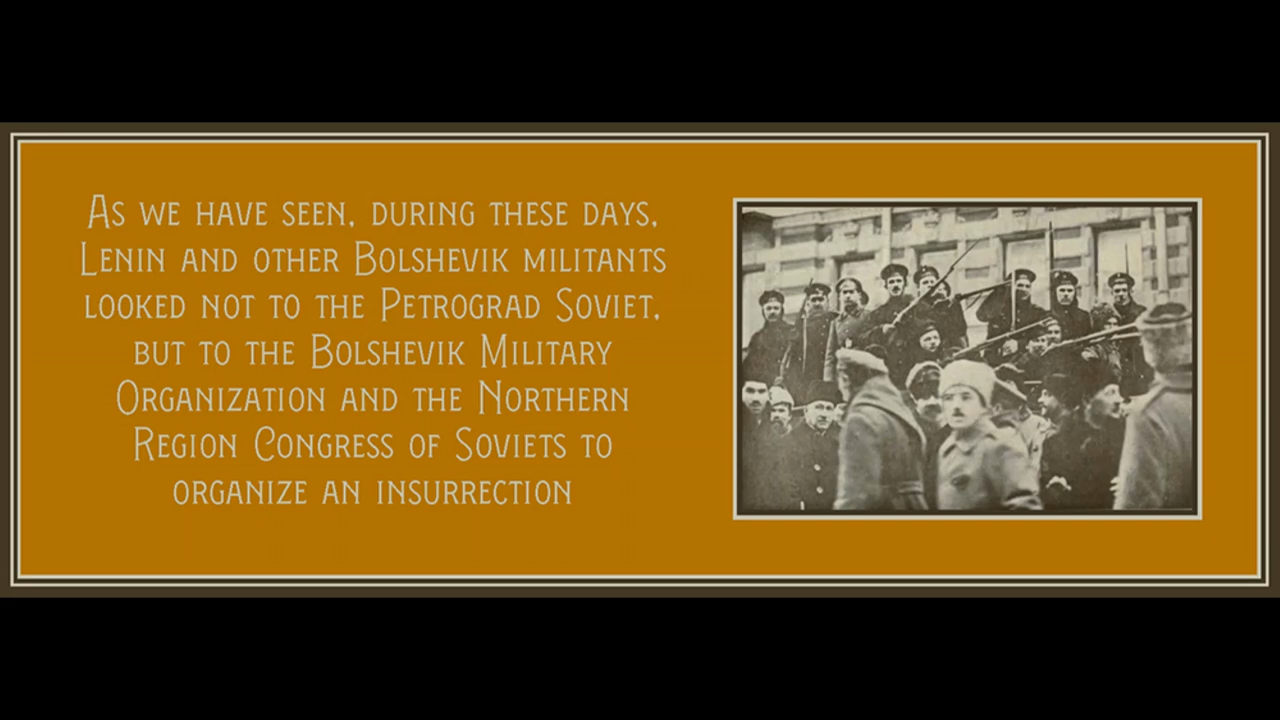 As we have seen, during these days,
Lenin and other Bolshevik militants
looked not to the Petrograd Soviet,
but to the Bolshevik Military
Organization and the Northern
Region Congress of Soviets to
organize an insurrection